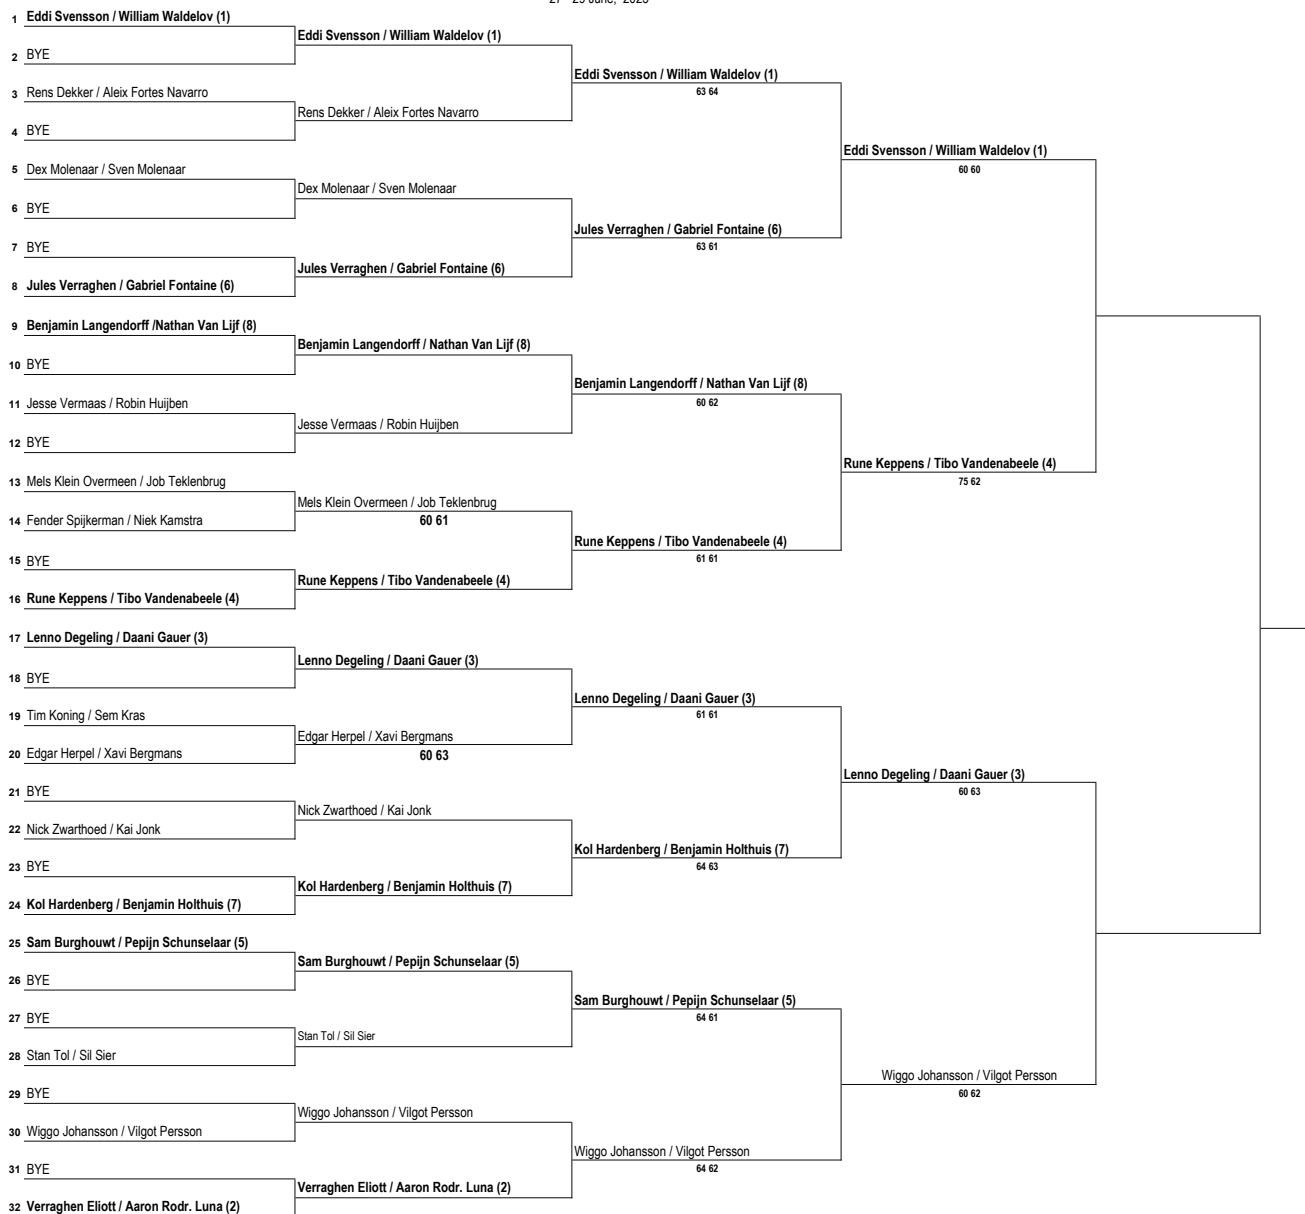 27 - 29 June, 2025
1 Eddi Svensson / William Waldelov (1)
Eddi Svensson / William Waldelov (1)
2 BYE
Eddi Svensson / William Waldelov (1)
63 64
3 Rens Dekker / Aleix Fortes Navarro
Rens Dekker / Aleix Fortes Navarro
4 BYE
Eddi Svensson / William Waldelov (1)
60 60
5 Dex Molenaar / Sven Molenaar
Dex Molenaar / Sven Molenaar
6 BYE
Jules Verraghen / Gabriel Fontaine (6)
63 61
7 BYE
Jules Verraghen / Gabriel Fontaine (6)
8 Jules Verraghen / Gabriel Fontaine (6)
9 Benjamin Langendorff /Nathan Van Lijf (8)
Benjamin Langendorff / Nathan Van Lijf (8)
10 BYE
Benjamin Langendorff / Nathan Van Lijf (8)
60 62
11 Jesse Vermaas / Robin Huijben
Jesse Vermaas / Robin Huijben
12 BYE
Rune Keppens / Tibo Vandenabeele (4)
75 62
13 Mels Klein Overmeen / Job Teklenbrug
Mels Klein Overmeen / Job Teklenbrug
60 61
14 Fender Spijkerman / Niek Kamstra
Rune Keppens / Tibo Vandenabeele (4)
61 61
15 BYE
Rune Keppens / Tibo Vandenabeele (4)
16 Rune Keppens / Tibo Vandenabeele (4)
17 Lenno Degeling / Daani Gauer (3)
Lenno Degeling / Daani Gauer (3)
18 BYE
Lenno Degeling / Daani Gauer (3)
61 61
19 Tim Koning / Sem Kras
Edgar Herpel / Xavi Bergmans
60 63
20 Edgar Herpel / Xavi Bergmans
Lenno Degeling / Daani Gauer (3)
60 63
21 BYE
Nick Zwarthoed / Kai Jonk
22 Nick Zwarthoed / Kai Jonk
Kol Hardenberg / Benjamin Holthuis (7)
64 63
23 BYE
Kol Hardenberg / Benjamin Holthuis (7)
24 Kol Hardenberg / Benjamin Holthuis (7)
25 Sam Burghouwt / Pepijn Schunselaar (5)
Sam Burghouwt / Pepijn Schunselaar (5)
26 BYE
Sam Burghouwt / Pepijn Schunselaar (5)
64 61
27 BYE
Stan Tol / Sil Sier
28 Stan Tol / Sil Sier
Wiggo Johansson / Vilgot Persson
60 62
29 BYE
Wiggo Johansson / Vilgot Persson
30 Wiggo Johansson / Vilgot Persson
Wiggo Johansson / Vilgot Persson
64 62
31 BYE
Verraghen Eliott / Aaron Rodr. Luna (2)
32 Verraghen Eliott / Aaron Rodr. Luna (2)